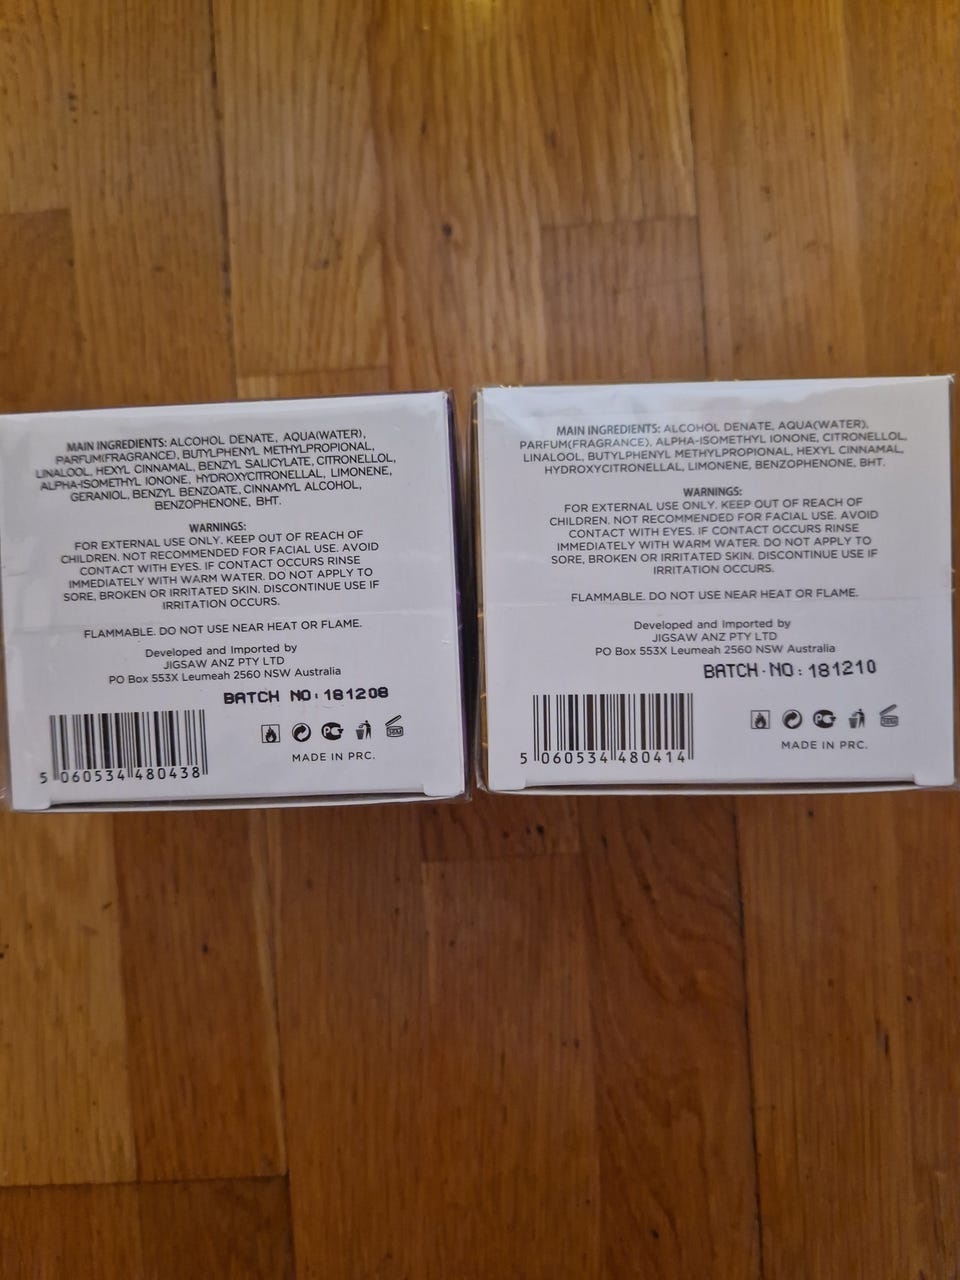 MAIN INGREDIENTS: ALCOHOL DENATE, AQUA(WATER),
PARFUM(FRAGRANCE), BUTYLPHENYL METHYLPROPIONAL,
LINALOOL, HEXYL CINNAMAL, BENZYL SALICYLATE, CITRONELLOL,
ALPHA-ISOMETHYL IONONE, HYDROXYCITRONELLAL, LIMONENE,
GERANIOL, BENZYL BENZOATE, CINNAMYL ALCOHOL,
BENZOPHENONE, BHT.
WARNINGS:
FOR EXTERNAL USE ONLY. KEEP OUT OF REACH OF
CHILDREN. NOT RECOMMENDED FOR FACIAL USE. AVOID
CONTACT WITH EYES. IF CONTACT OCCURS RINSE
IMMEDIATELY WITH WARM WATER. DO NOT APPLY TO
SORE, BROKEN OR IRRITATED SKIN. DISCONTINUE USE IF
IRRITATION OCCURS.
FLAMMABLE. DO NOT USE NEAR HEAT OR FLAME.
Developed and Imported by
JIGSAW ANZ PTY LTD
PO Box 553X Leumeah 2560 NSW Australia
BATCH NO: 181208
5 060534 480438
MADE IN PRC.
MAIN INGREDIENTS: ALCOHOL DENATE, AQUA(WATER),
PARFUM(FRAGRANCE), ALPHA-ISOMETHYL IONONE, CITRONELLOL,
LINALOOL, BUTYLPHENYL METHYLPROPIONAL, HEXYL CINNAMAL,
HYDROXYCITRONELLAL, LIMONENE, BENZOPHENONE, BHT.
WARNINGS:
FOR EXTERNAL USE ONLY. KEEP OUT OF REACH OF
CHILDREN. NOT RECOMMENDED FOR FACIAL USE. AVOID
CONTACT WITH EYES. IF CONTACT OCCURS RINSE
IMMEDIATELY WITH WARM WATER. DO NOT APPLY TO
SORE, BROKEN OR IRRITATED SKIN. DISCONTINUE USE IF
IRRITATION OCCURS.
FLAMMABLE. DO NOT USE NEAR HEAT OR FLAME.
Developed and Imported by
JIGSAW ANZ PTY LTD
PO Box 553X Leumeah 2560 NSW Australia
BATCH NO: 181210
5 060534 480414
MADE IN PRC.